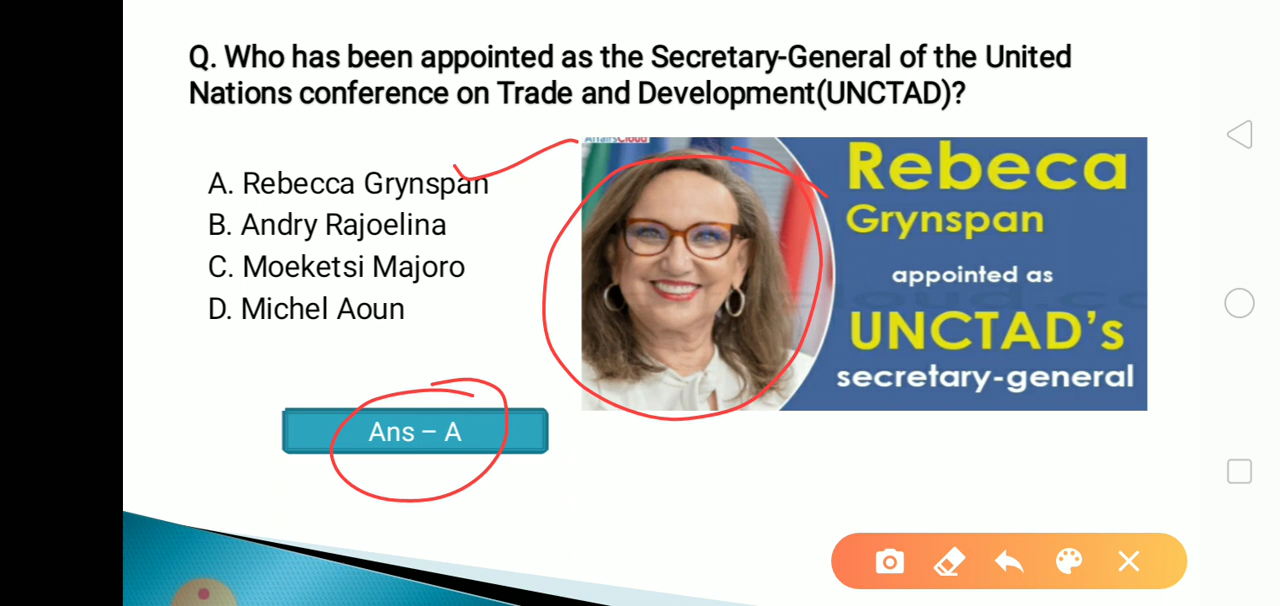 Q. Who has been appointed as the Secretary-General of the United
Nations conference on Trade and Development(UNCTAD)?
A. Rebecca Grynspan
B. Andry Rajoelina
C. Moeketsi Majoro
D. Michel Aoun
Ans – A
AffairsCloud
Rebeca
Grynspan
appointed as
UNCTAD's
secretary-general